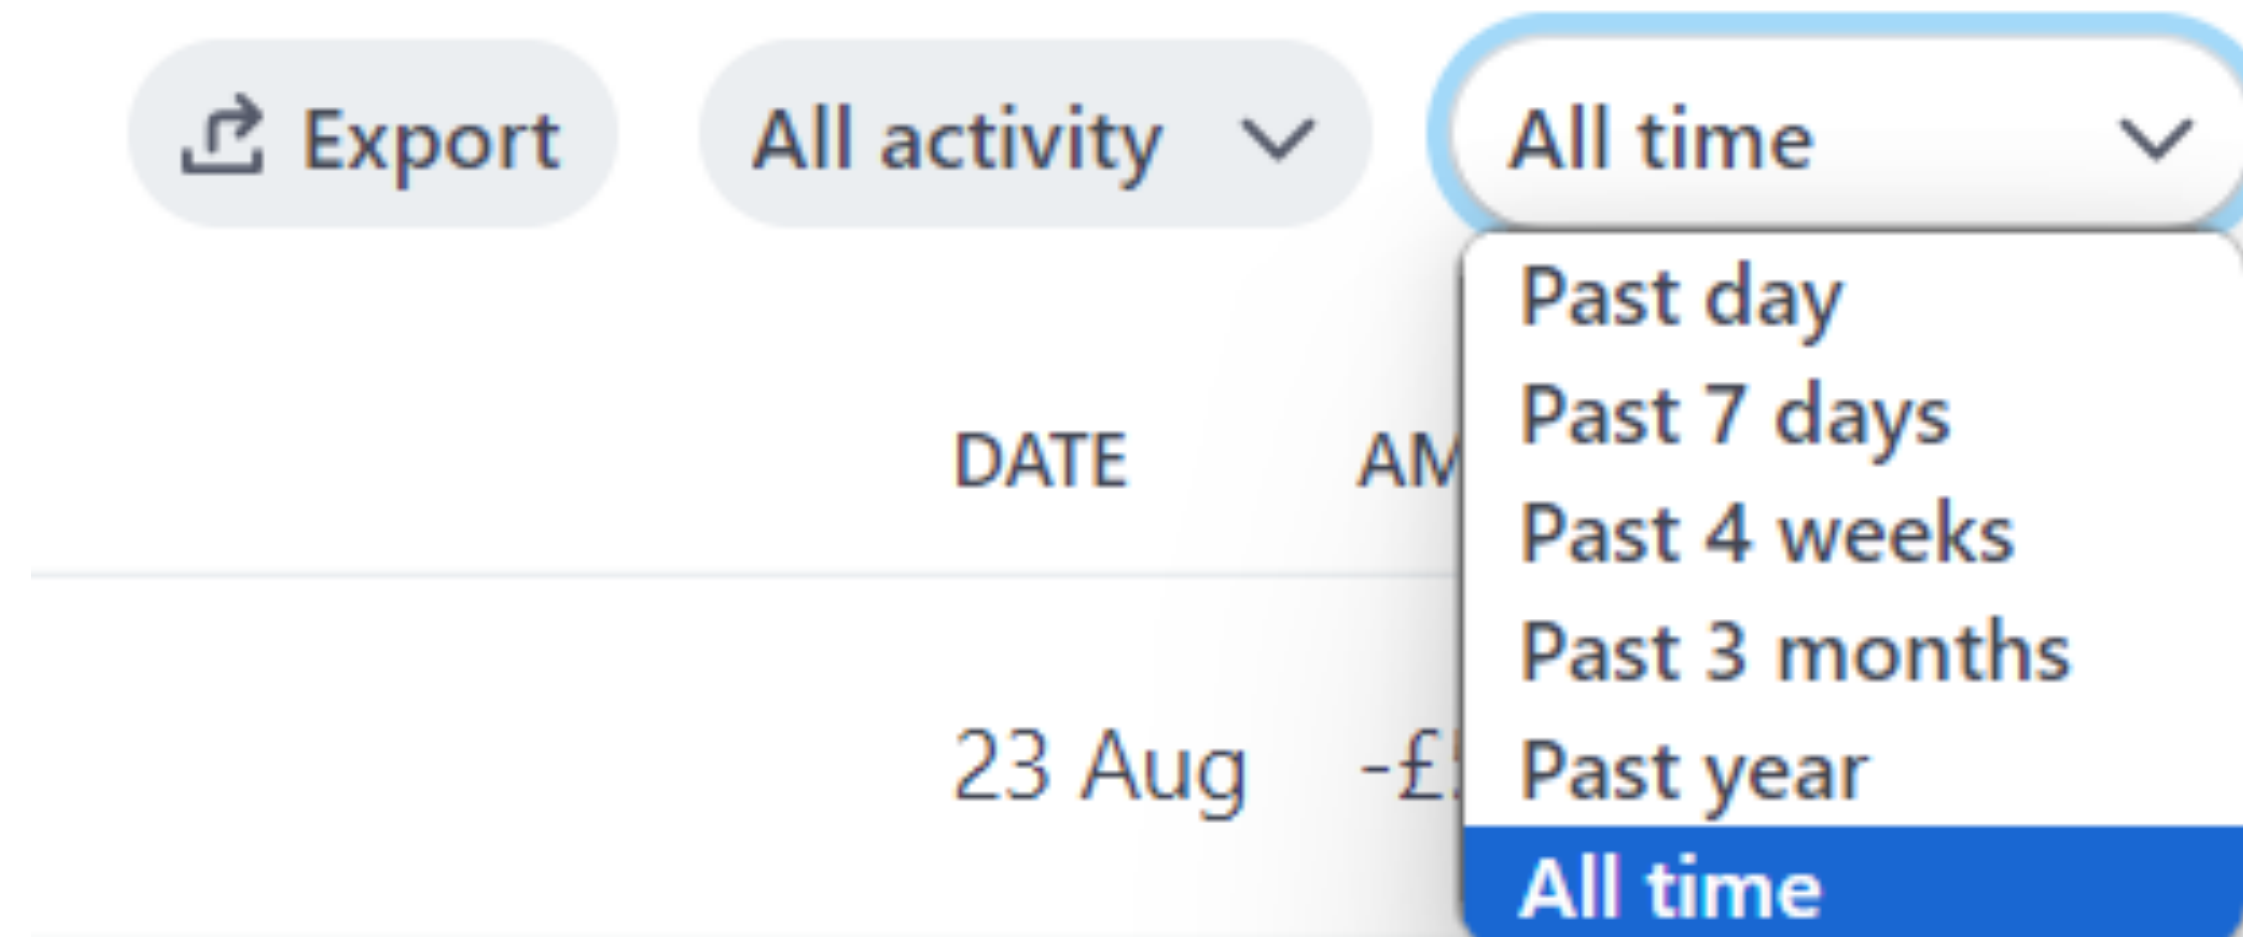 Export All activity All time
Past day
Past 7 days
DATE
Past 4 weeks
Past 3 months
23 Aug
Past year
All time